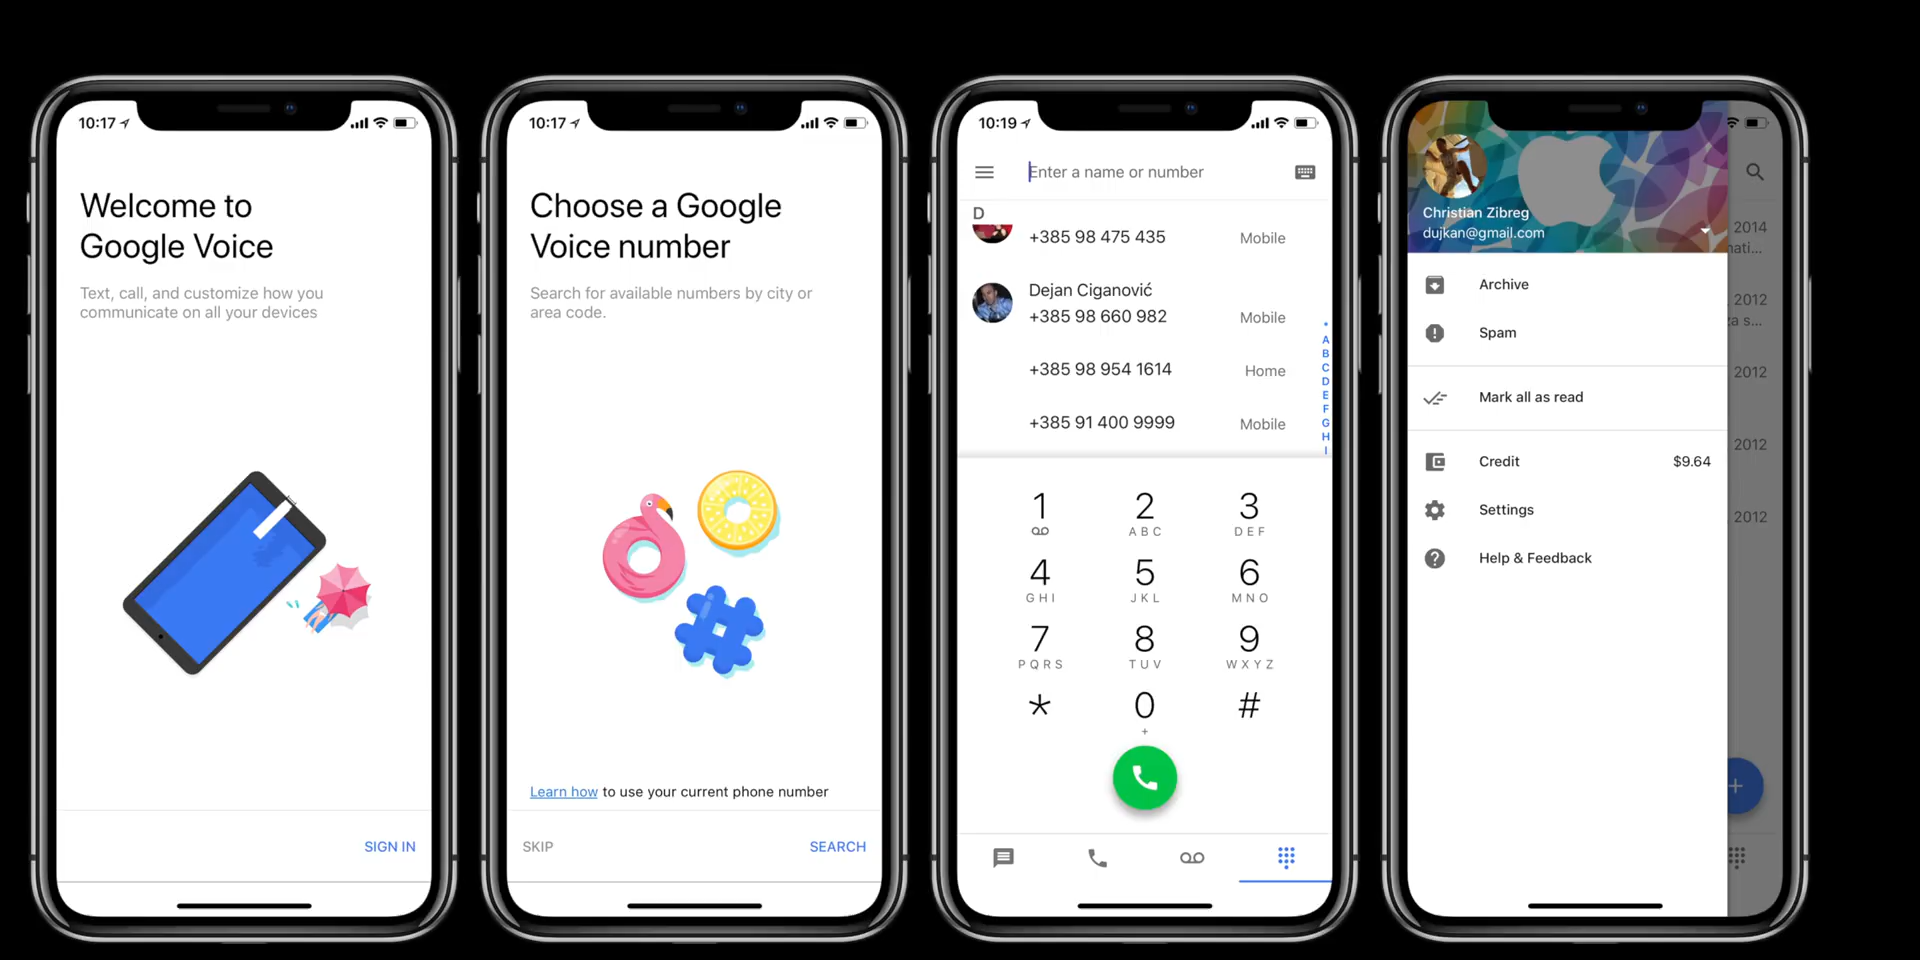 10:17
Welcome to
Google Voice
Text, call, and customize how you
communicate on all your devices
SIGN IN
10:17
Choose a Google
Voice number
Search for available numbers by city or
area code.
Learn how to use your current phone number
SKIP SEARCH
10:19
Enter a name or number
D
+385 98 475 435 Mobile
Dejan Ciganović
+385 98 660 982 Mobile
+385 98 954 1614 Home
+385 91 400 9999 Mobile
A
B
C
D
E
F
G
H
I
1 2 3
ABC DEF
4 5 6
GHI JKL MNO
7 8 9
PQRS TUV WXYZ
* 0 #
+
Christian Zibreg
dujkan@gmail.com
Archive
Spam
Mark all as read
Credit $9.64
Settings
Help & Feedback
2014
2012
2012
2012
2012